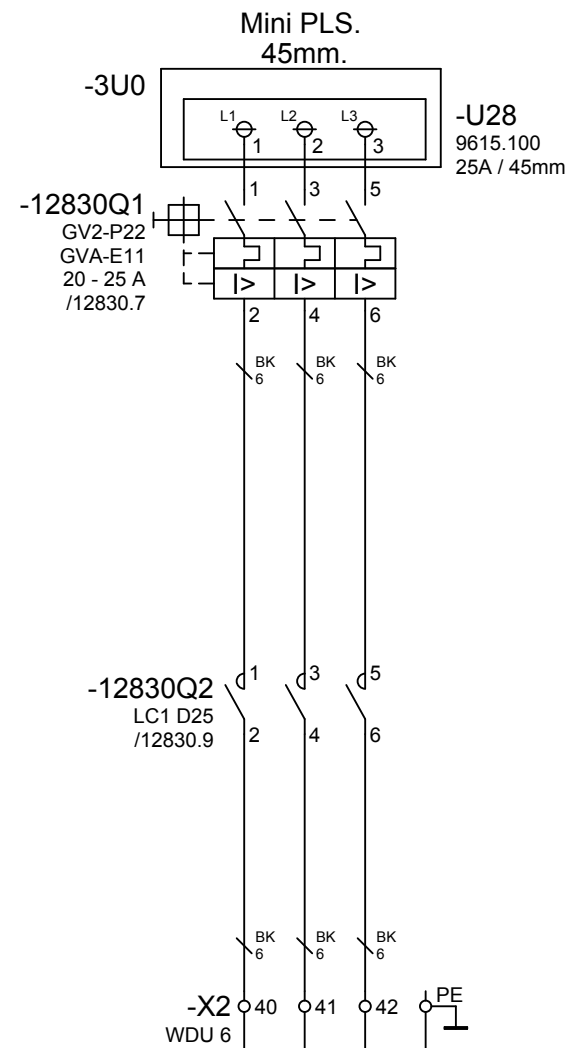 Mini PLS.
45mm.
-3U0
L1 L2 L3
1 2 3
-U28
9615.100
25A / 45mm
-12830Q1
GV2-P22
GVA-E11
20 - 25 A
/12830.7
1 3 5
I> I> I>
2 4 6
BK BK BK
6 6 6
-12830Q2
LC1 D25
/12830.9
1 3 5
2 4 6
BK BK BK
6 6 6
-X2 40 41 42 PE
WDU 6